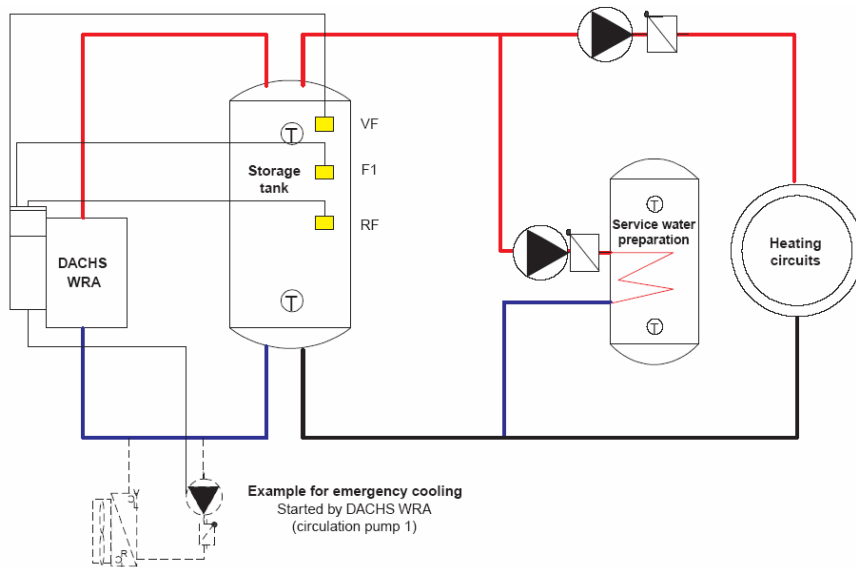 VF
T
F1
Storage
tank
RF
T
DACHS
WRA
T
Service water
preparation
T
Heating
circuits
Example for emergency cooling
Started by DACHS WRA
(circulation pump 1)
V
R